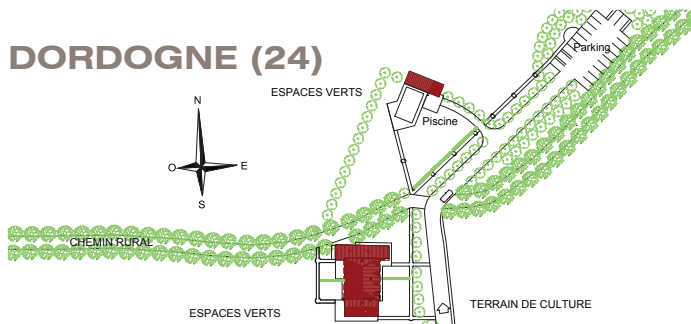 DORDOGNE (24)
Parking
ESPACES VERTS
N
Piscine
O
E
S
CHEMIN RURAL
ESPACES VERTS
TERRAIN DE CULTURE